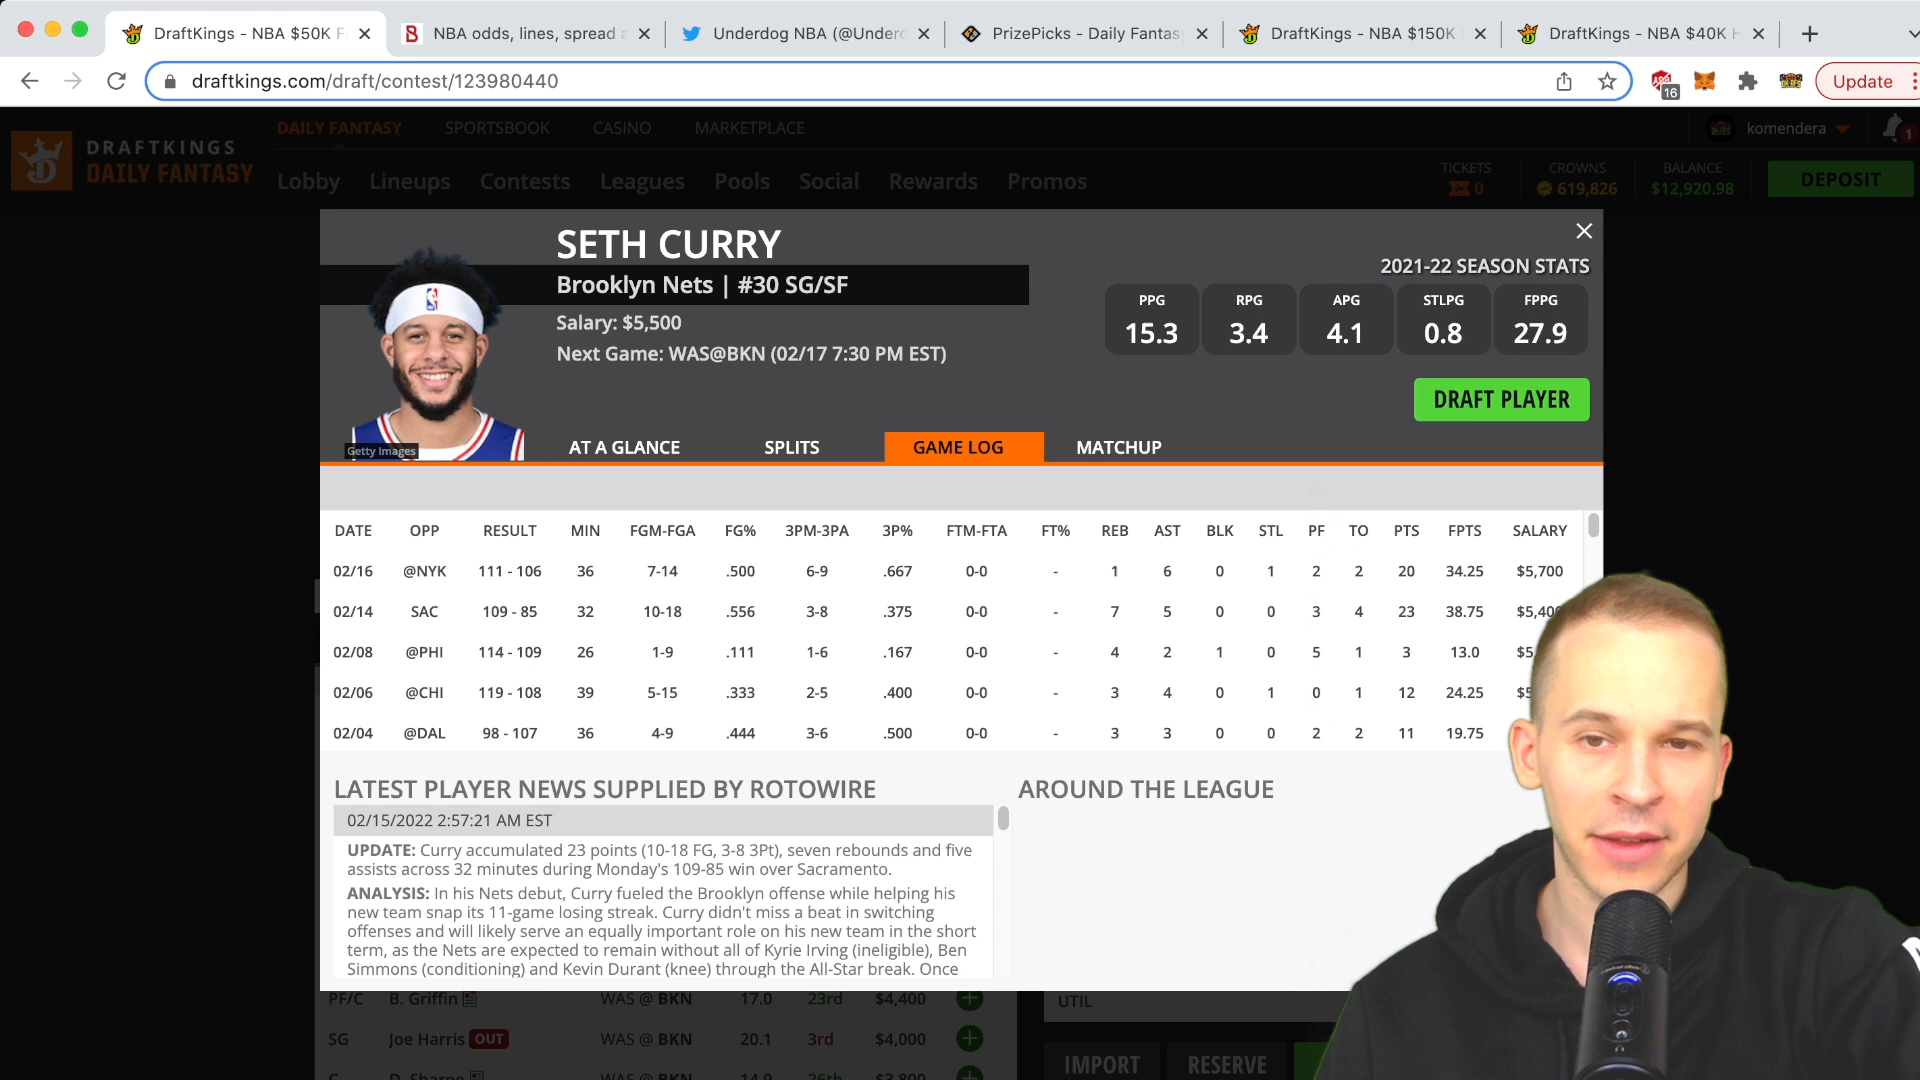 DraftKings - NBA $50K F
NBA odds, lines, spread a
Underdog NBA (@Underd
PrizePicks - Daily Fantasy
DraftKings - NBA $150K
DraftKings - NBA $40K H
draftkings.com/draft/contest/123980440
16
Update
DRAFTKINGS
DAILY FANTASY
DAILY FANTASY SPORTSBOOK CASINO MARKETPLACE
komendera
1
Lobby Lineups Contests Leagues Pools Social Rewards Promos
TICKETS
0
CROWNS
619,826
BALANCE
$12,920.98
DEPOSIT
SETH CURRY
Brooklyn Nets | #30 SG/SF
Salary: $5,500
Next Game: WAS@BKN (02/17 7:30 PM EST)
Getty Images
2021-22 SEASON STATS
PPG RPG APG STLPG FPPG
15.3 3.4 4.1 0.8 27.9
DRAFT PLAYER
AT A GLANCE SPLITS GAME LOG MATCHUP
DATE OPP RESULT MIN FGM-FGA FG% 3PM-3PA 3P% FTM-FTA FT% REB AST BLK STL PF TO PTS FPTS SALARY
02/16 @NYK 111 - 106 36 7-14 .500 6-9 .667 0-0 - 1 6 0 1 2 2 20 34.25 $5,700
02/14 SAC 109 - 85 32 10-18 .556 3-8 .375 0-0 - 7 5 0 0 3 4 23 38.75 $5,400
02/08 @PHI 114 - 109 26 1-9 .111 1-6 .167 0-0 - 4 2 1 0 5 1 3 13.0 $5,
02/06 @CHI 119 - 108 39 5-15 .333 2-5 .400 0-0 - 3 4 0 1 0 1 12 24.25 $5
02/04 @DAL 98 - 107 36 4-9 .444 3-6 .500 0-0 - 3 3 0 0 2 2 11 19.75
LATEST PLAYER NEWS SUPPLIED BY ROTOWIRE
AROUND THE LEAGUE
02/15/2022 2:57:21 AM EST
UPDATE: Curry accumulated 23 points (10-18 FG, 3-8 3Pt), seven rebounds and five
assists across 32 minutes during Monday's 109-85 win over Sacramento.
ANALYSIS: In his Nets debut, Curry fueled the Brooklyn offense while helping his
new team snap its 11-game losing streak. Curry didn't miss a beat in switching
offenses and will likely serve an equally important role on his new team in the short
term, as the Nets are expected to remain without all of Kyrie Irving (ineligible), Ben
Simmons (conditioning) and Kevin Durant (knee) through the All-Star break. Once
PF/C B. Griffin WAS @ BKN 17.0 23rd $4,400
UTIL
SG Joe Harris OUT WAS @ BKN 20.1 3rd $4,000
IMPORT RESERVE
C D. Sharpe WAS @ BKN 14.9 26th $3,800